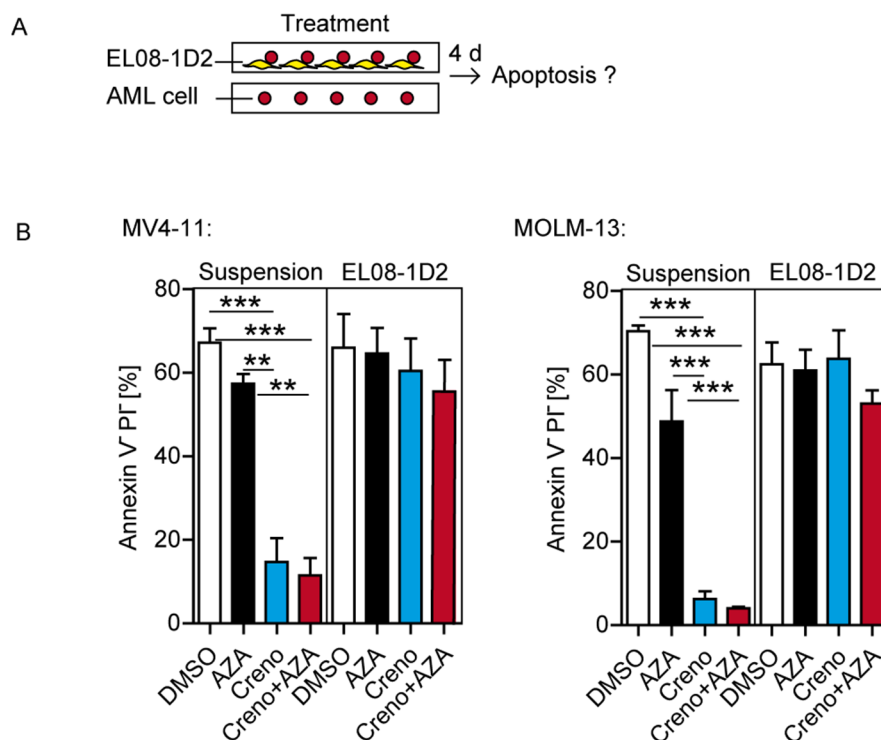 A
Treatment
EL08-1D2
4 d
Apoptosis ?
AML cell
B
MV4-11:
MOLM-13:
Suspension
EL08-1D2
Suspension
EL08-1D2
Annexin V⁻ PI⁻ [%]
80
60
40
20
0
***
***
**
**
DMSO
AZA
Creno
Creno+AZA
DMSO
AZA
Creno
Creno+AZA
Annexin V⁻ PI⁻ [%]
80
60
40
20
0
***
***
***
***
DMSO
AZA
Creno
Creno+AZA
DMSO
AZA
Creno
Creno+AZA